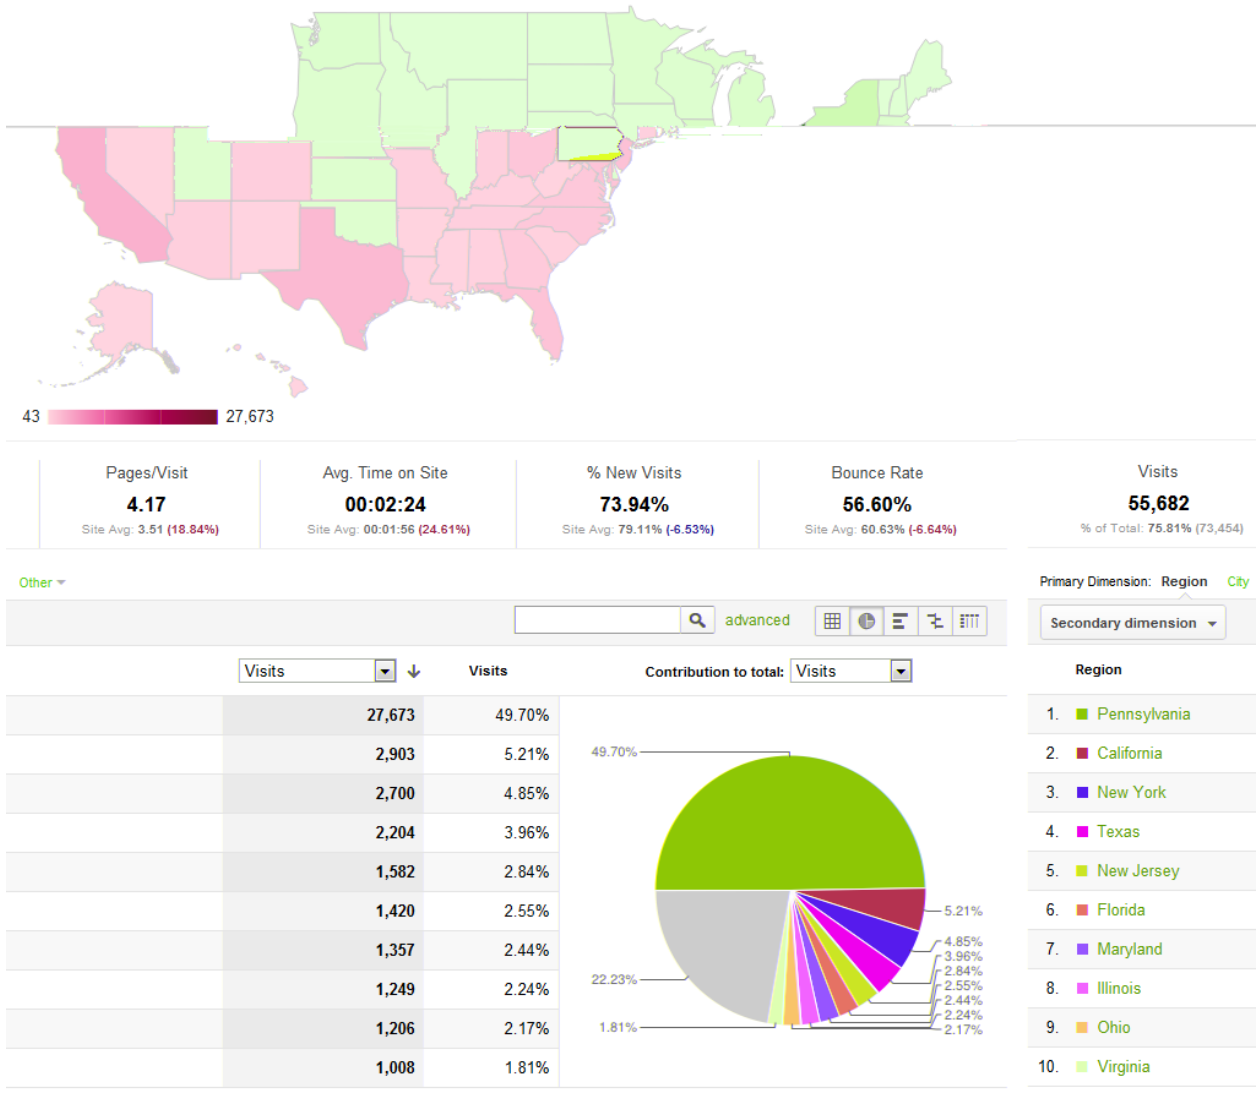 43 27,673
Pages/Visit Avg. Time on Site % New Visits Bounce Rate Visits
4.17 00:02:24 73.94% 56.60% 55,682
Site Avg: 3.51 (18.84%) Site Avg: 00:01:56 (24.61%) Site Avg: 79.11% (-6.53%) Site Avg: 60.63% (-6.64%) % of Total: 75.81% (73,454)
Other Primary Dimension: Region City
advanced Secondary dimension
Visits Visits Contribution to total: Visits Region
27,673 49.70% 1. Pennsylvania
2,903 5.21% 2. California
2,700 4.85% 3. New York
2,204 3.96% 4. Texas
1,582 2.84% 5. New Jersey
1,420 2.55% 6. Florida
1,357 2.44% 7. Maryland
1,249 2.24% 8. Illinois
1,206 2.17% 9. Ohio
1,008 1.81% 10. Virginia
49.70%
5.21%
4.85%
3.96%
2.84%
2.55%
2.44%
2.24%
2.17%
1.81%
22.23%